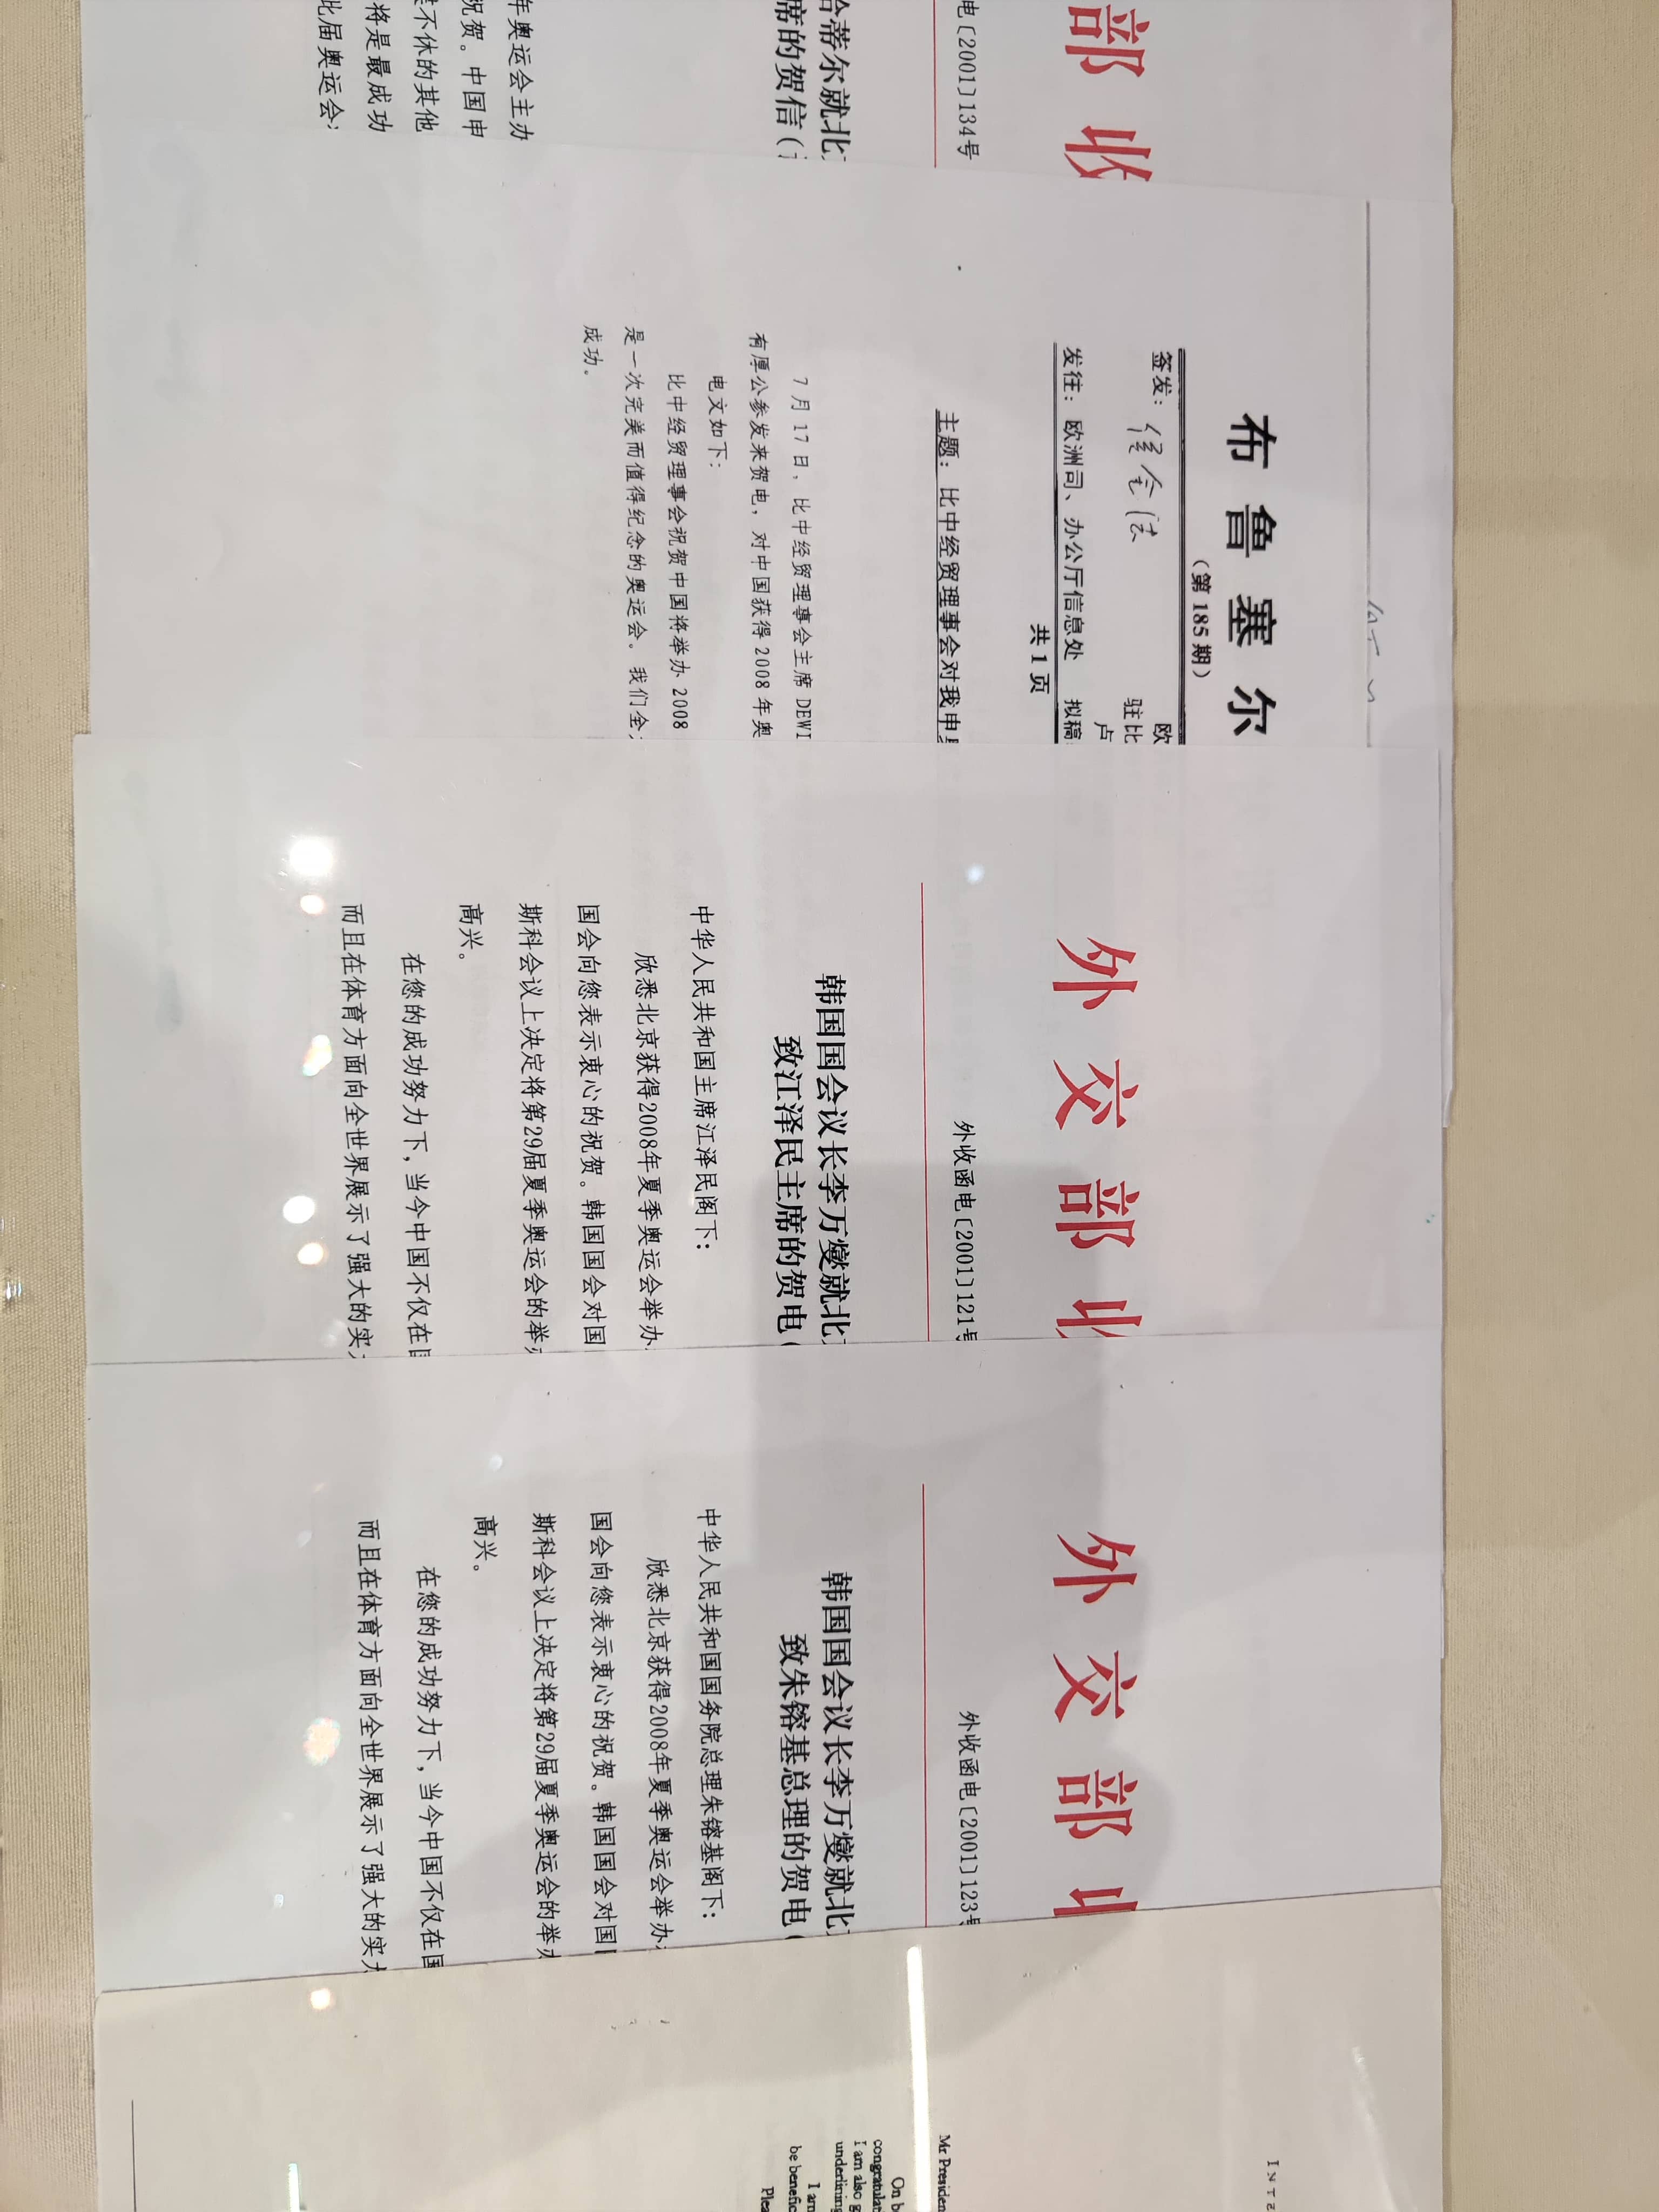 部收
电〔2001〕134号
哈蒂尔就北
席的贺信(
年奥运会主办
祝贺。中国申
不休的其他
将是最成功
此届奥运会
布鲁塞尔
(第 185 期)
签发:
欧
驻比
卢
发往: 欧洲司、办公厅信息处 拟稿
共 1 页
主题: 比中经贸理事会对我申
7 月 17 日, 比中经贸理事会主席 DEWI
有厚公参发来贺电, 对中国获得 2008 年奥
电文如下:
比中经贸理事会祝贺中国将举办 2008
是一次完美而值得纪念的奥运会。我们全
成功。
外交部收
外收函电〔2001〕121号
韩国国会议长李万燮就北
致江泽民主席的贺电(
中华人民共和国主席江泽民阁下:
欣悉北京获得2008年夏季奥运会举办
国会向您表示衷心的祝贺。韩国国会对国
斯科会议上决定将第29届夏季奥运会的举办
高兴。
在您的成功努力下,当今中国不仅在国
而且在体育方面向全世界展示了强大的实
外交部
外收函电〔2001〕123号
韩国国会议长李万燮就北
致朱镕基总理的贺电(
中华人民共和国国务院总理朱镕基阁下:
欣悉北京获得2008年夏季奥运会举办
国会向您表示衷心的祝贺。韩国国会对国
斯科会议上决定将第29届夏季奥运会的举办
高兴。
在您的成功努力下,当今中国不仅在国
而且在体育方面向全世界展示了强大的实
INTE
Mr Presiden
On b
congratulat
I am also g
underlining
I am
be benefic
Plea